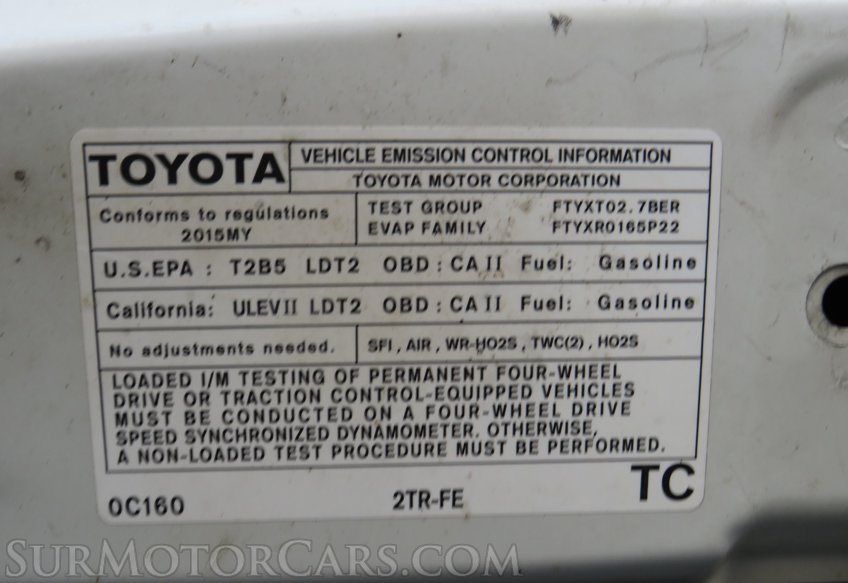 TOYOTA
VEHICLE EMISSION CONTROL INFORMATION
TOYOTA MOTOR CORPORATION
Conforms to regulations
2015MY
TEST GROUP FTYXT02.7BER
EVAP FAMILY FTYXR0165P22
U.S.EPA : T2B5 LDT2 OBD : CA II Fuel: Gasoline
California: ULEV II LDT2 OBD : CA II Fuel: Gasoline
No adjustments needed.
SFI , AIR , WR-HO2S , TWC(2) , HO2S
LOADED I/M TESTING OF PERMANENT FOUR-WHEEL
DRIVE OR TRACTION CONTROL-EQUIPPED VEHICLES
MUST BE CONDUCTED ON A FOUR-WHEEL DRIVE
SPEED SYNCHRONIZED DYNAMOMETER. OTHERWISE,
A NON-LOADED TEST PROCEDURE MUST BE PERFORMED.
0C160 2TR-FE TC
SURMOTORCARS.COM